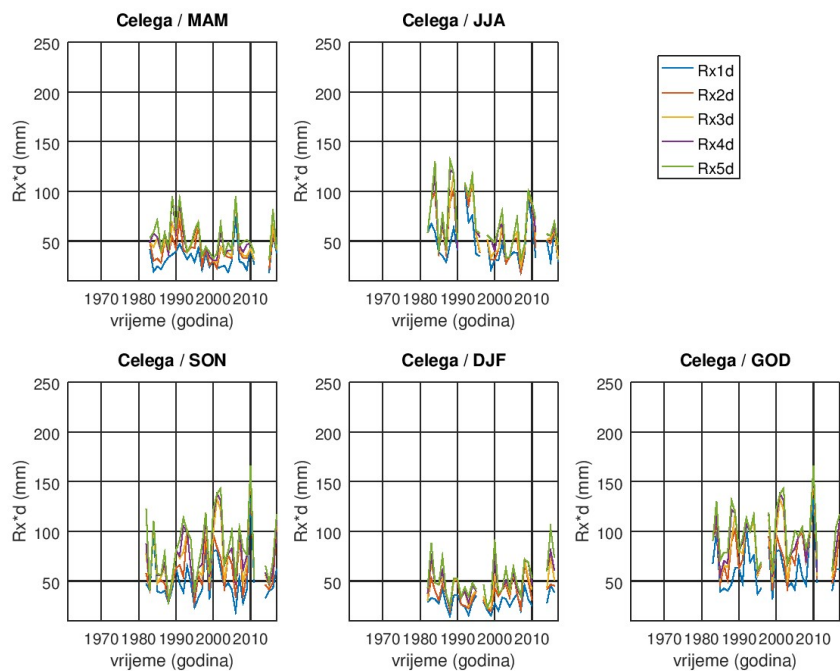 Celega / MAM
250
200
150
100
50
Rx*d (mm)
1970 1980 1990 2000 2010
vrijeme (godina)
Celega / JJA
250
200
150
100
50
Rx*d (mm)
1970 1980 1990 2000 2010
vrijeme (godina)
Rx1d
Rx2d
Rx3d
Rx4d
Rx5d
Celega / SON
250
200
150
100
50
Rx*d (mm)
1970 1980 1990 2000 2010
vrijeme (godina)
Celega / DJF
250
200
150
100
50
Rx*d (mm)
1970 1980 1990 2000 2010
vrijeme (godina)
Celega / GOD
250
200
150
100
50
Rx*d (mm)
1970 1980 1990 2000 2010
vrijeme (godina)